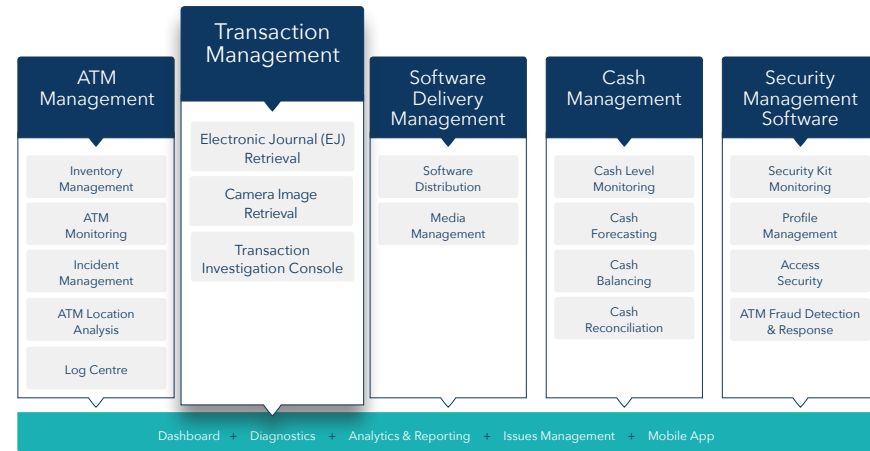 ATM
Management
Inventory
Management
ATM
Monitoring
Incident
Management
ATM Location
Analysis
Log Centre
Transaction
Management
Electronic Journal (EJ)
Retrieval
Camera Image
Retrieval
Transaction
Investigation Console
Software
Delivery
Management
Software
Distribution
Media
Management
Cash
Management
Cash Level
Monitoring
Cash
Forecasting
Cash
Balancing
Cash
Reconciliation
Security
Management
Software
Security Kit
Monitoring
Profile
Management
Access
Security
ATM Fraud Detection
& Response
Dashboard + Diagnostics + Analytics & Reporting + Issues Management + Mobile App